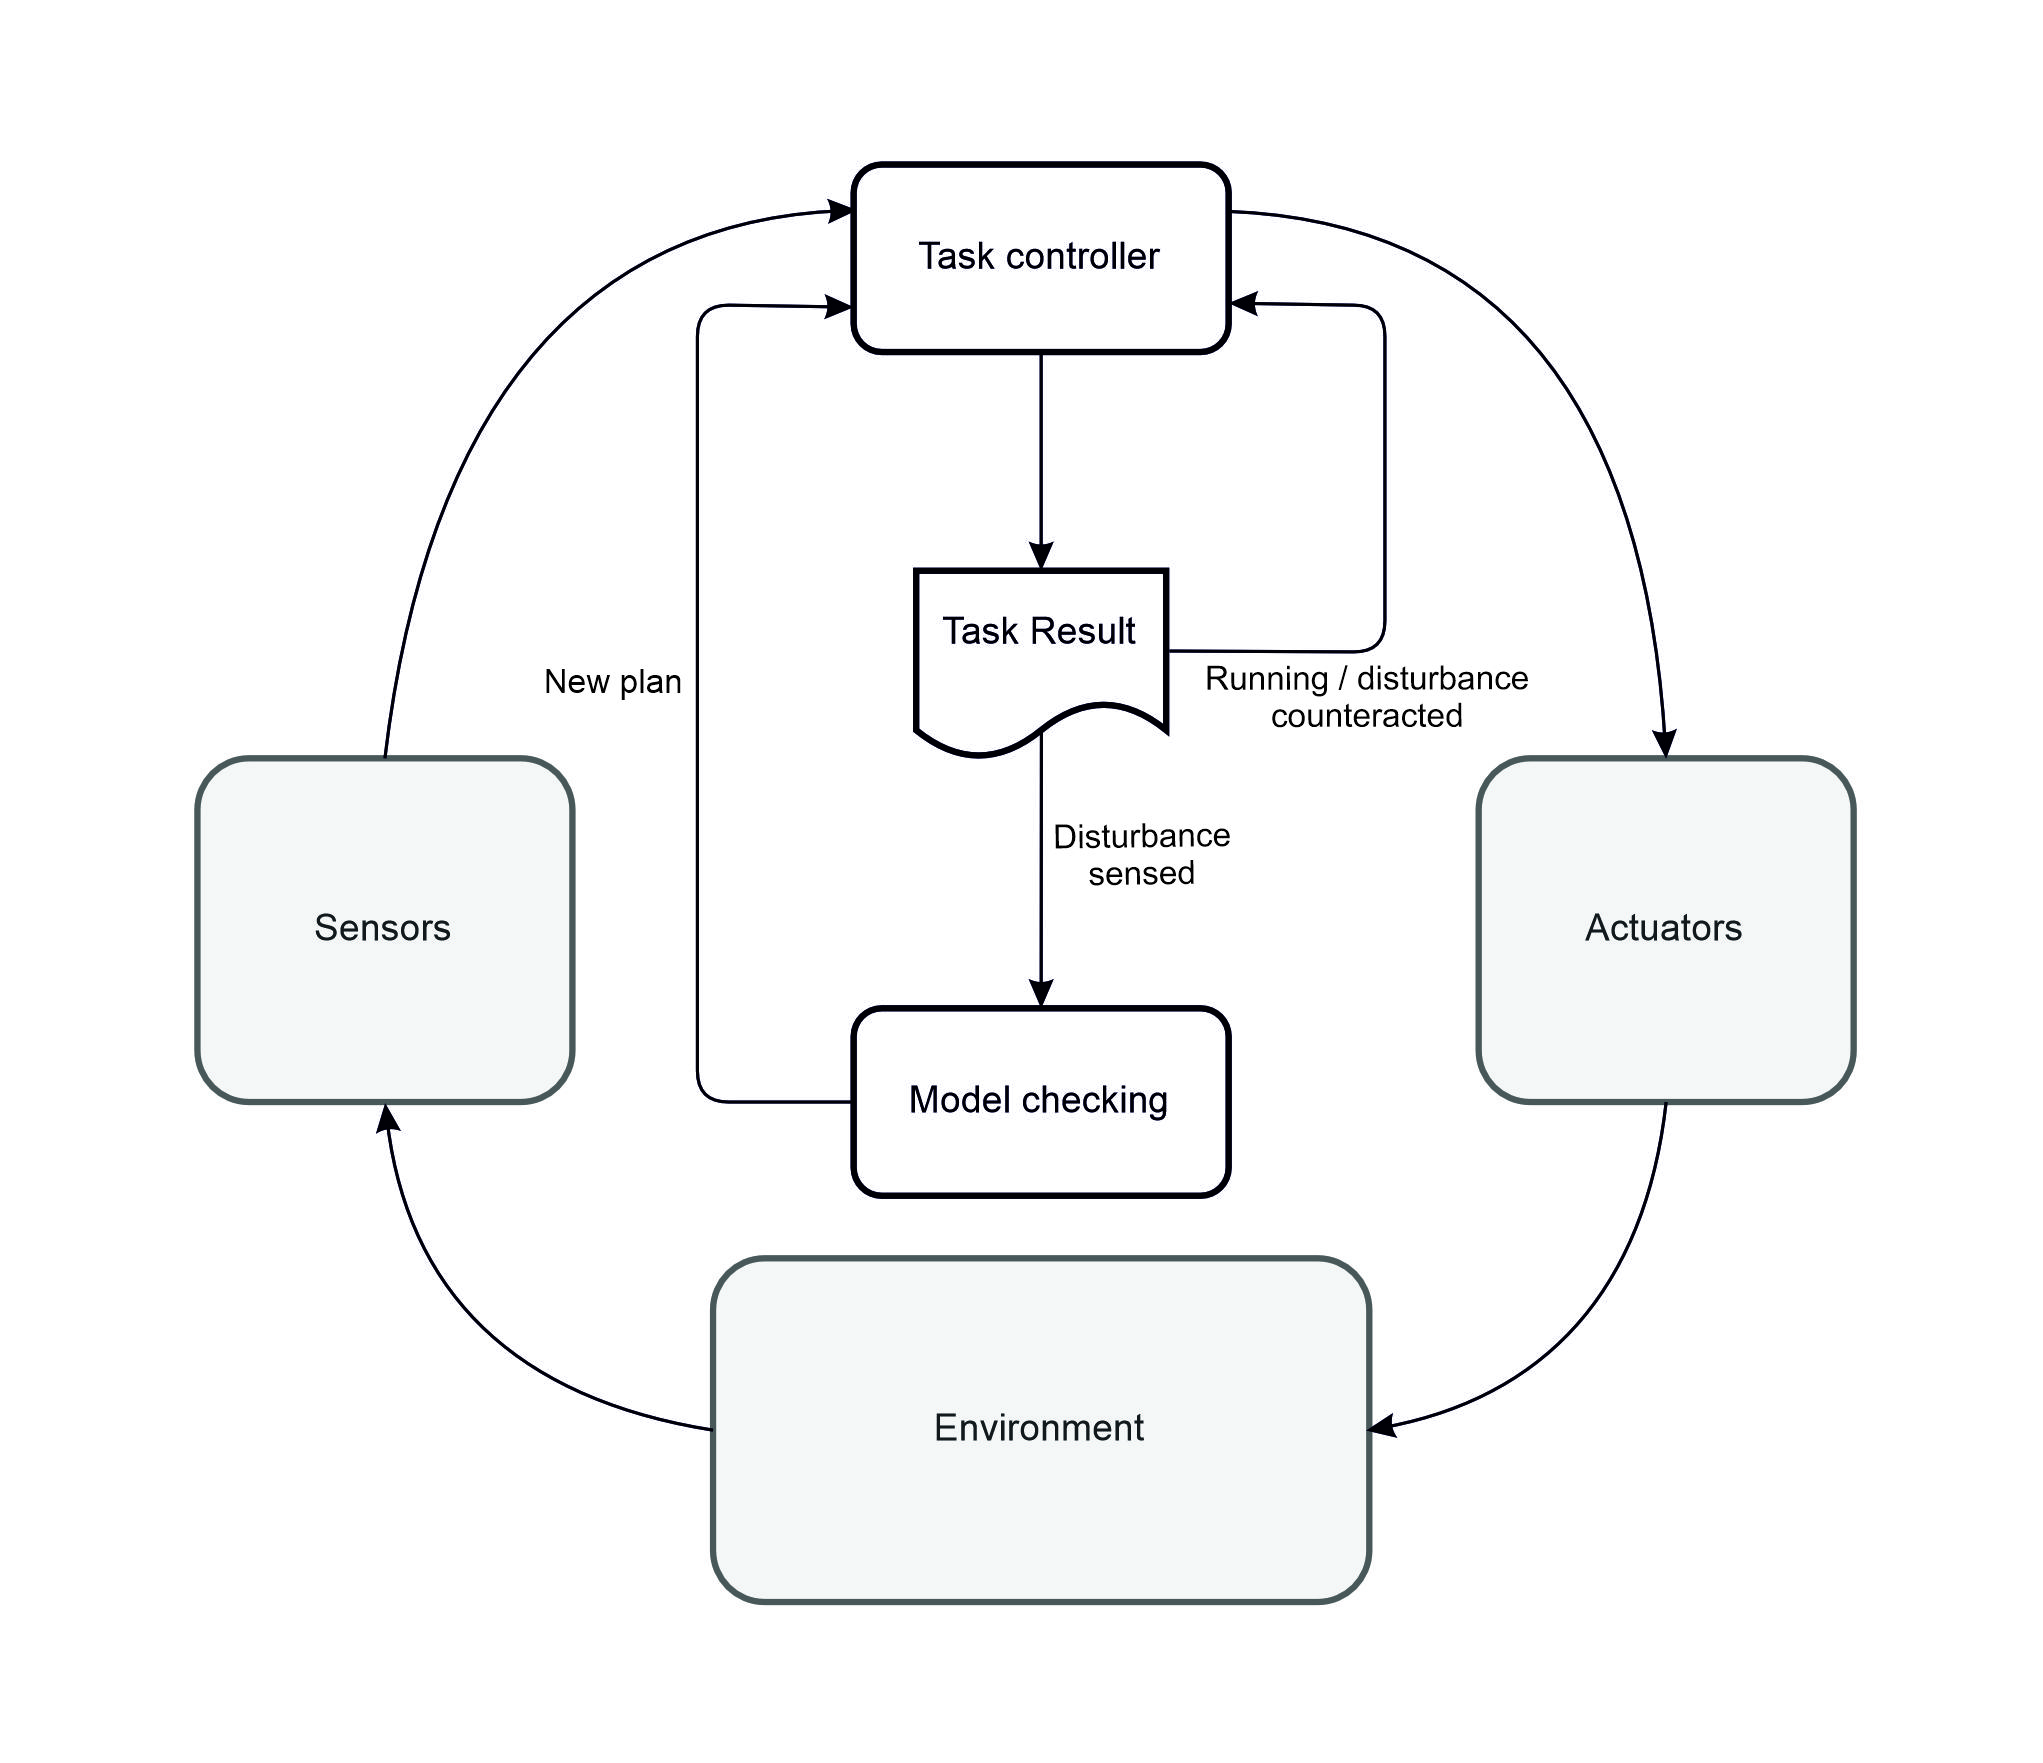 Task controller
Task Result
New plan
Running / disturbance
counteracted
Disturbance
sensed
Sensors
Actuators
Model checking
Environment